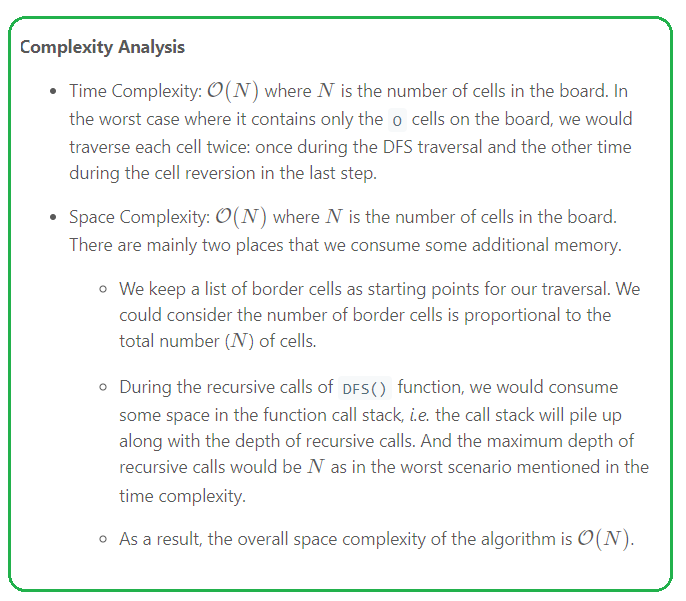 Complexity Analysis
• Time Complexity: O(N) where N is the number of cells in the board. In
the worst case where it contains only the O cells on the board, we would
traverse each cell twice: once during the DFS traversal and the other time
during the cell reversion in the last step.
• Space Complexity: O(N) where N is the number of cells in the board.
There are mainly two places that we consume some additional memory.
◦ We keep a list of border cells as starting points for our traversal. We
could consider the number of border cells is proportional to the
total number (N) of cells.
◦ During the recursive calls of DFS() function, we would consume
some space in the function call stack, i.e. the call stack will pile up
along with the depth of recursive calls. And the maximum depth of
recursive calls would be N as in the worst scenario mentioned in the
time complexity.
◦ As a result, the overall space complexity of the algorithm is O(N).